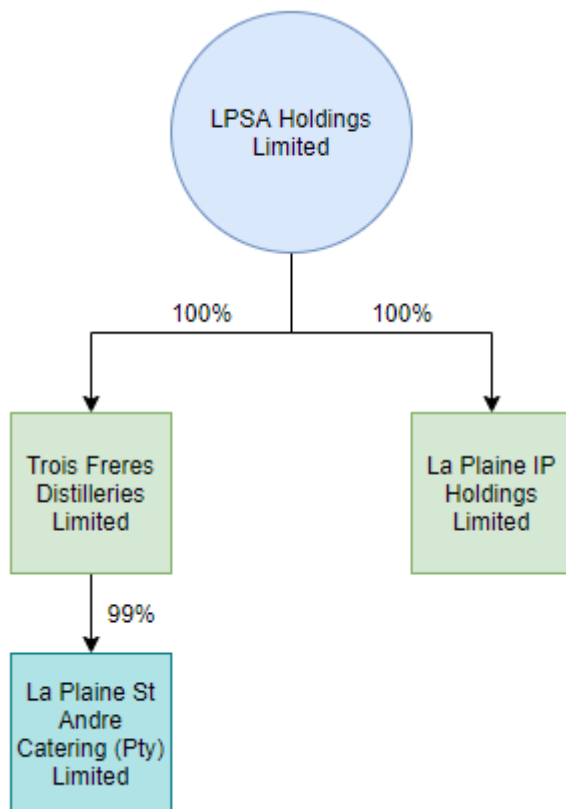 LPSA Holdings
Limited
100%
100%
Trois Freres
Distilleries
Limited
La Plaine IP
Holdings
Limited
99%
La Plaine St
Andre
Catering (Pty)
Limited